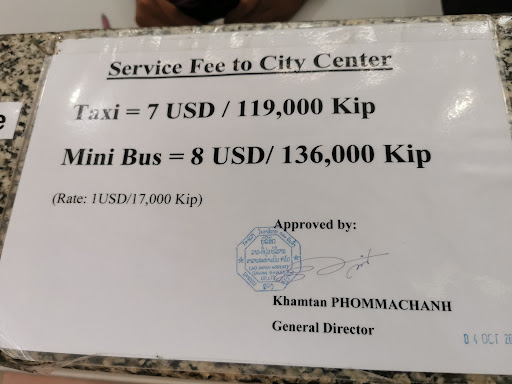 Service Fee to City Center
Taxi = 7 USD / 119,000 Kip
Mini Bus = 8 USD/ 136,000 Kip
(Rate: 1USD/17,000 Kip)
Approved by:
Khamtan PHOMMACHANH
General Director
04 OCT